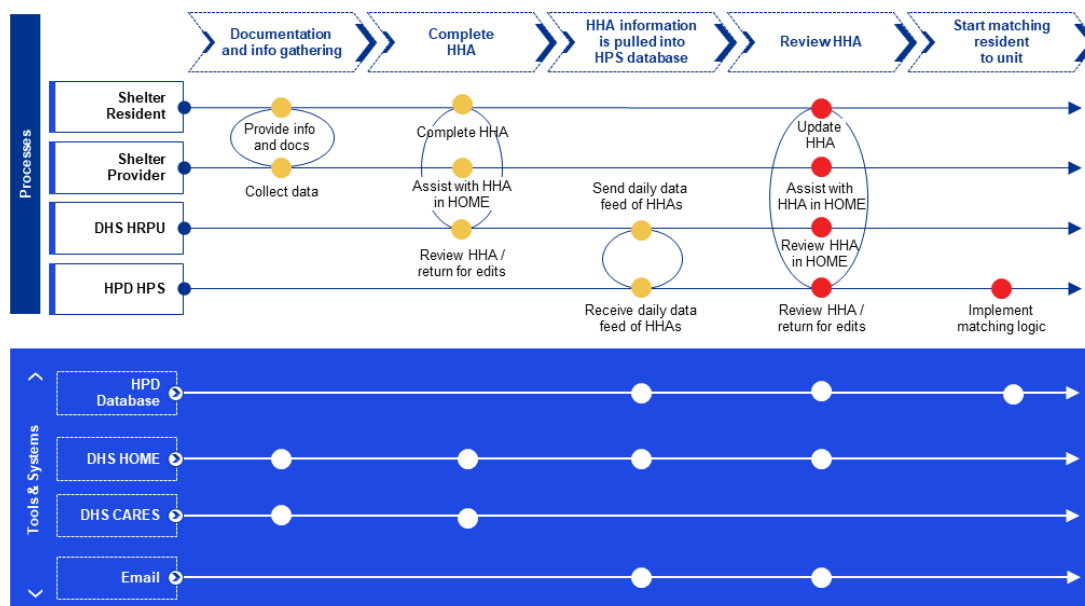 Processes
Documentation
and info gathering
Complete
HHA
HHA information
is pulled into
HPS database
Review HHA
Start matching
resident
to unit
Shelter
Resident
Provide info
and docs
Complete HHA
Update
HHA
Shelter
Provider
Collect data
Assist with HHA
in HOME
Send daily data
feed of HHAs
Assist with
HHA in HOME
DHS HRPU
Review HHA /
return for edits
Review HHA
in HOME
HPD HPS
Receive daily data
feed of HHAs
Review HHA /
return for edits
Implement
matching logic
Tools & Systems
HPD
Database
DHS HOME
DHS CARES
Email